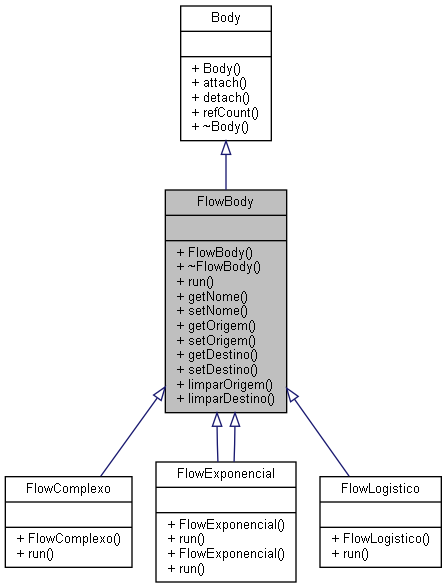 Body
+ Body()
+ attach()
+ detach()
+ refCount()
+ ~Body()
FlowBody
+ FlowBody()
+ ~FlowBody()
+ run()
+ getNome()
+ setNome()
+ getOrigem()
+ setOrigem()
+ getDestino()
+ setDestino()
+ limparOrigem()
+ limparDestino()
FlowComplexo
+ FlowComplexo()
+ run()
FlowExponencial
+ FlowExponencial()
+ run()
+ FlowExponencial()
+ run()
FlowLogistico
+ FlowLogistico()
+ run()